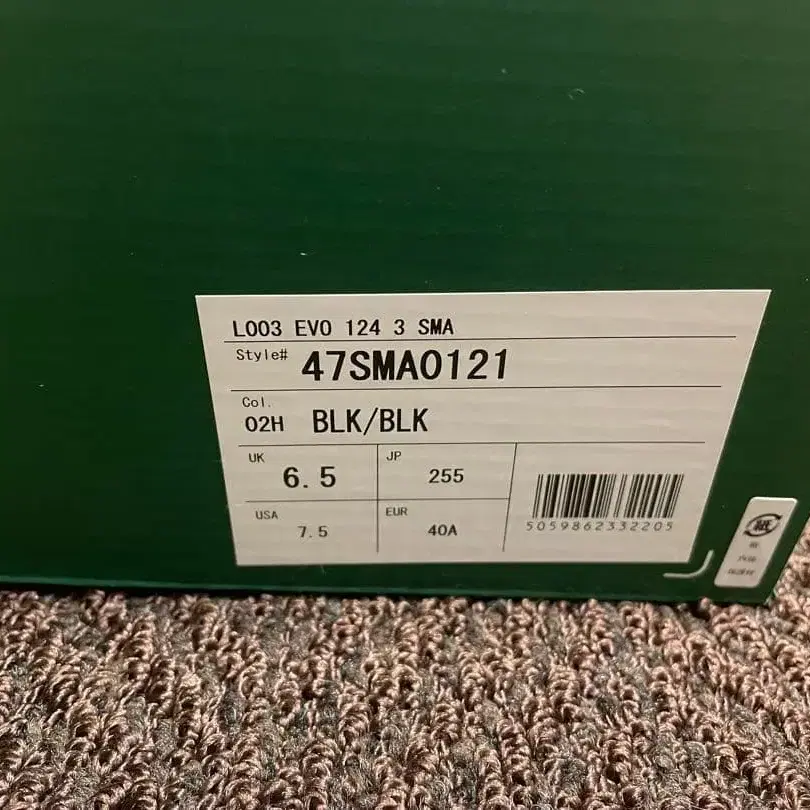 L003 EVO 124 3 SMA
Style# 47SMA0121
Col.
02H BLK/BLK
UK 6.5 JP 255
USA 7.5 EUR 40A
5059862332205
紙